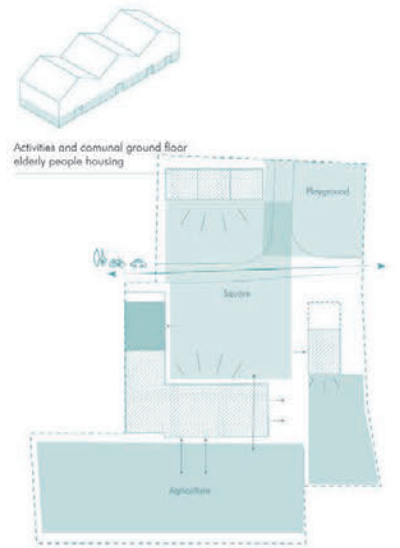 Activities and comunal ground floor
elderly people housing
Playground
Square
Agriculture